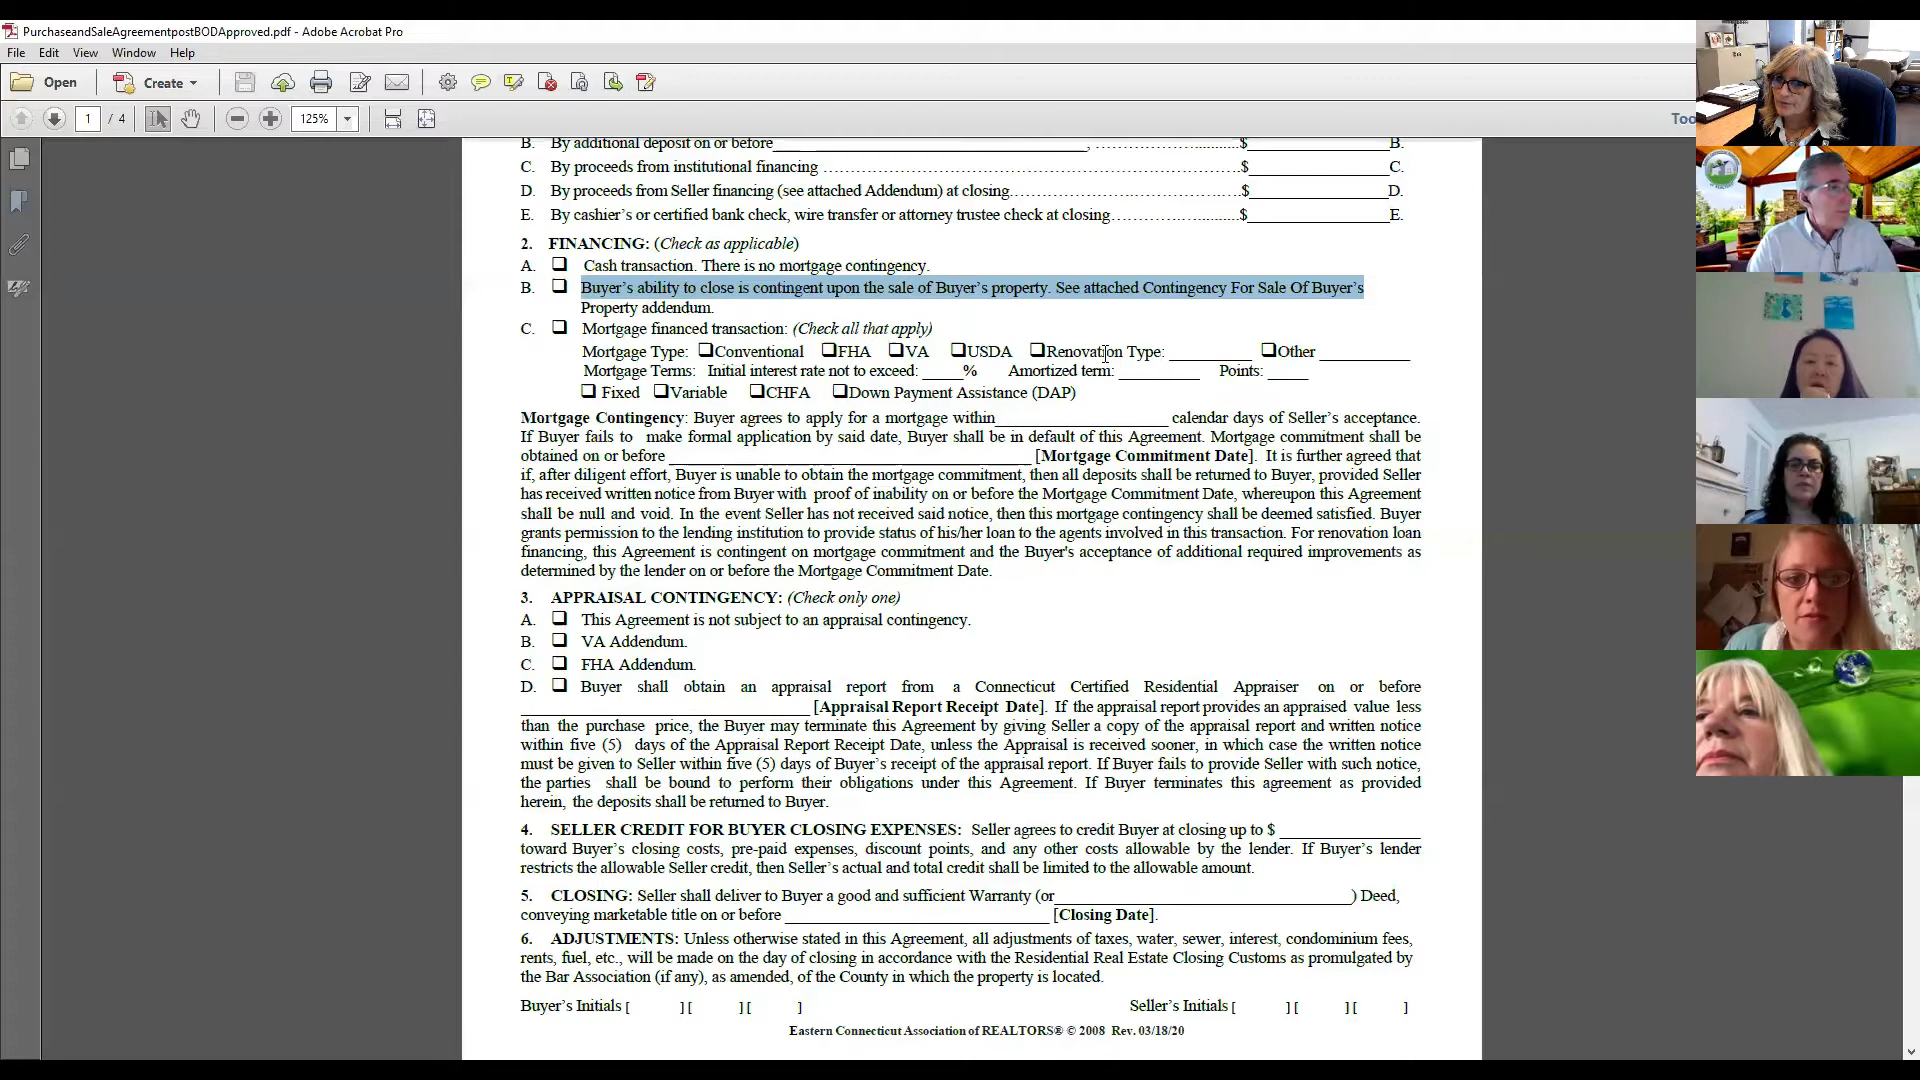 PurchaseandSaleAgreementpostBODApproved.pdf - Adobe Acrobat Pro
File Edit View Window Help
Open Create
1 / 4 125% Too
B. By additional deposit on or before____________, ......................$____________B.
C. By proceeds from institutional financing ......................$____________C.
D. By proceeds from Seller financing (see attached Addendum) at closing......................$____________D.
E. By cashier's or certified bank check, wire transfer or attorney trustee check at closing......................$____________E.
2. FINANCING: (Check as applicable)
A. ❑ Cash transaction. There is no mortgage contingency.
B. ❑ Buyer's ability to close is contingent upon the sale of Buyer's property. See attached Contingency For Sale Of Buyer's
Property addendum.
C. ❑ Mortgage financed transaction: (Check all that apply)
Mortgage Type: ❑Conventional ❑FHA ❑VA ❑USDA ❑Renovation Type: __________ ❑Other ___________
Mortgage Terms: Initial interest rate not to exceed: _____% Amortized term: __________ Points: _____
❑ Fixed ❑Variable ❑CHFA ❑Down Payment Assistance (DAP)
Mortgage Contingency: Buyer agrees to apply for a mortgage within____________ calendar days of Seller's acceptance.
If Buyer fails to make formal application by said date, Buyer shall be in default of this Agreement. Mortgage commitment shall be
obtained on or before ____________ [Mortgage Commitment Date]. It is further agreed that
if, after diligent effort, Buyer is unable to obtain the mortgage commitment, then all deposits shall be returned to Buyer, provided Seller
has received written notice from Buyer with proof of inability on or before the Mortgage Commitment Date, whereupon this Agreement
shall be null and void. In the event Seller has not received said notice, then this mortgage contingency shall be deemed satisfied. Buyer
grants permission to the lending institution to provide status of his/her loan to the agents involved in this transaction. For renovation loan
financing, this Agreement is contingent on mortgage commitment and the Buyer's acceptance of additional required improvements as
determined by the lender on or before the Mortgage Commitment Date.
3. APPRAISAL CONTINGENCY: (Check only one)
A. ❑ This Agreement is not subject to an appraisal contingency.
B. ❑ VA Addendum.
C. ❑ FHA Addendum.
D. ❑ Buyer shall obtain an appraisal report from a Connecticut Certified Residential Appraiser on or before
____________ [Appraisal Report Receipt Date]. If the appraisal report provides an appraised value less
than the purchase price, the Buyer may terminate this Agreement by giving Seller a copy of the appraisal report and written notice
within five (5) days of the Appraisal Report Receipt Date, unless the Appraisal is received sooner, in which case the written notice
must be given to Seller within five (5) days of Buyer's receipt of the appraisal report. If Buyer fails to provide Seller with such notice,
the parties shall be bound to perform their obligations under this Agreement. If Buyer terminates this agreement as provided
herein, the deposits shall be returned to Buyer.
4. SELLER CREDIT FOR BUYER CLOSING EXPENSES: Seller agrees to credit Buyer at closing up to $ ____________
toward Buyer's closing costs, pre-paid expenses, discount points, and any other costs allowable by the lender. If Buyer's lender
restricts the allowable Seller credit, then Seller's actual and total credit shall be limited to the allowable amount.
5. CLOSING: Seller shall deliver to Buyer a good and sufficient Warranty (or____________) Deed,
conveying marketable title on or before ____________ [Closing Date].
6. ADJUSTMENTS: Unless otherwise stated in this Agreement, all adjustments of taxes, water, sewer, interest, condominium fees,
rents, fuel, etc., will be made on the day of closing in accordance with the Residential Real Estate Closing Customs as promulgated by
the Bar Association (if any), as amended, of the County in which the property is located.
Buyer's Initials [ ] [ ] [ ] Seller's Initials [ ] [ ] [ ]
Eastern Connecticut Association of REALTORS® © 2008 Rev. 03/18/20